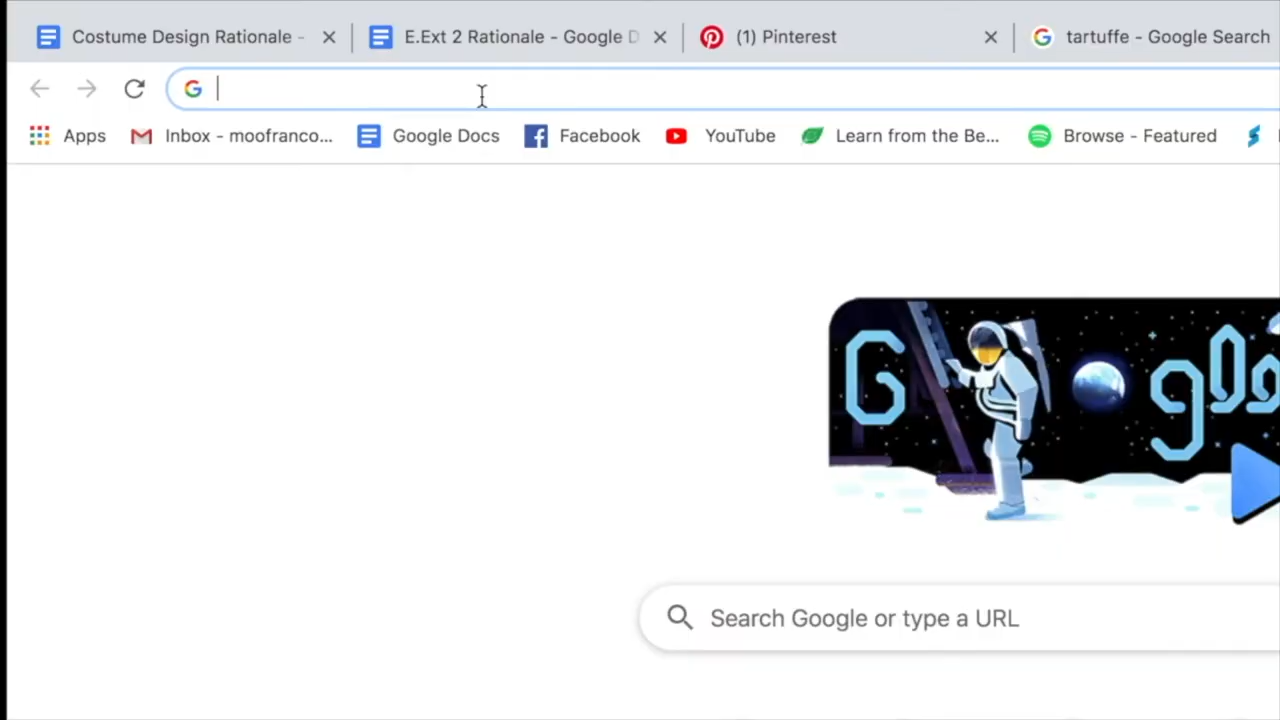 Costume Design Rationale - E.Ext 2 Rationale - Google D (1) Pinterest tartuffe - Google Search
Apps Inbox - moofranco... Google Docs Facebook YouTube Learn from the Be... Browse - Featured
Search Google or type a URL